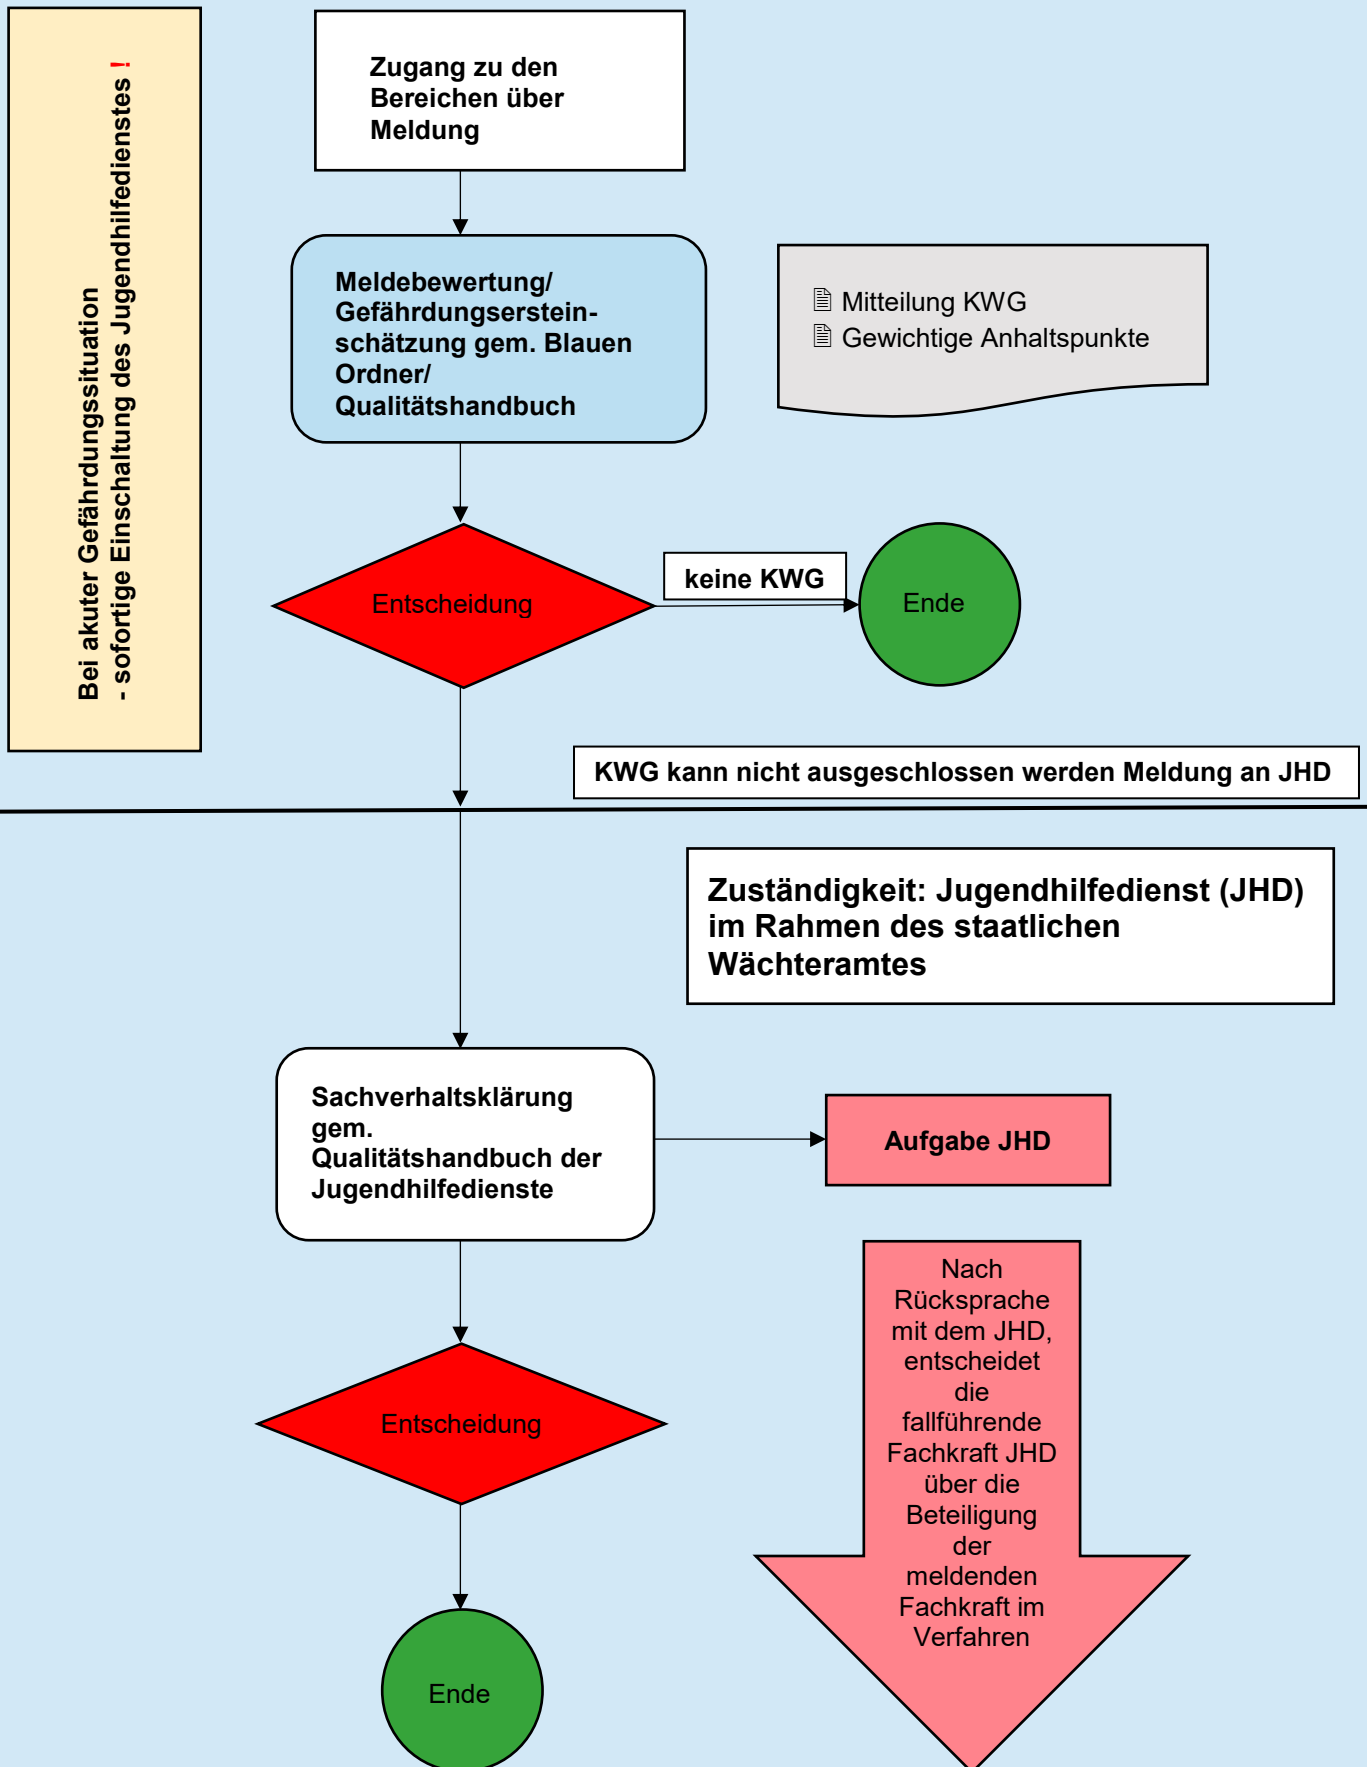 Bei akuter Gefährdungssituation
- sofortige Einschaltung des Jugendhilfedienstes !
Zugang zu den
Bereichen über
Meldung
Meldebewertung/
Gefährdungserstein-
schätzung gem. Blauen
Ordner/
Qualitätshandbuch
Mitteilung KWG
Gewichtige Anhaltspunkte
Entscheidung
keine KWG
Ende
KWG kann nicht ausgeschlossen werden Meldung an JHD
Zuständigkeit: Jugendhilfedienst (JHD)
im Rahmen des staatlichen
Wächteramtes
Sachverhaltsklärung
gem.
Qualitätshandbuch der
Jugendhilfedienste
Aufgabe JHD
Nach
Rücksprache
mit dem JHD,
entscheidet
die
fallführende
Fachkraft JHD
über die
Beteiligung
der
meldenden
Fachkraft im
Verfahren
Entscheidung
Ende